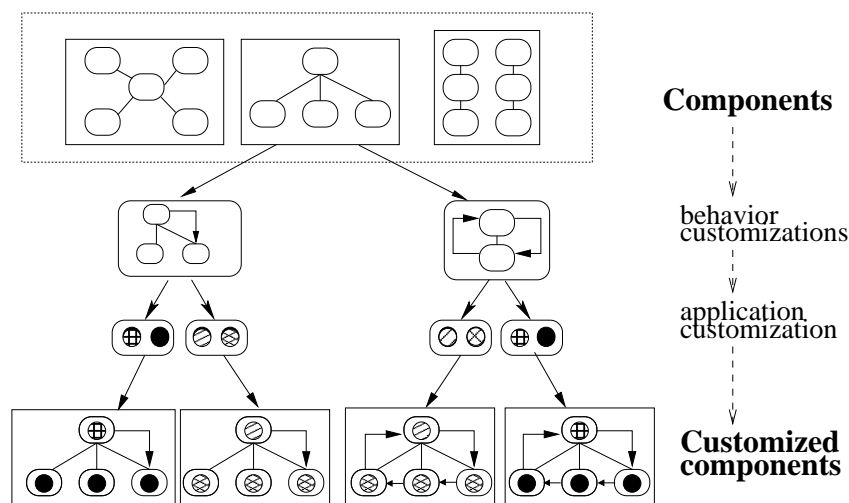 Components
behavior
customizations
application
customization
Customized
components